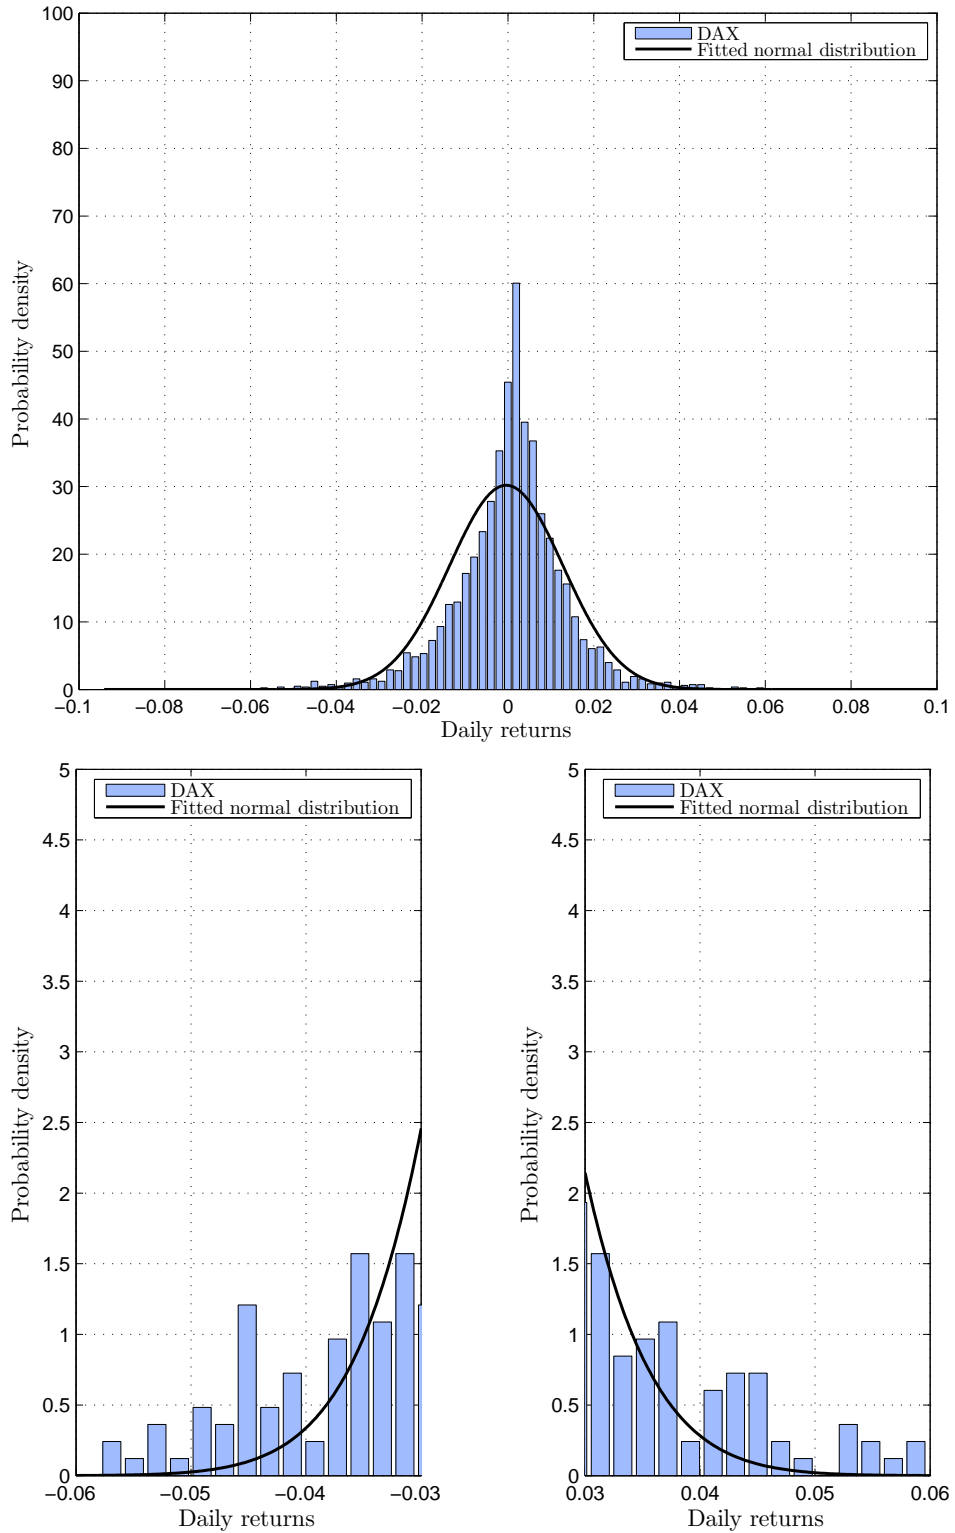 100
90
80
70
60
50
40
30
20
10
0
Probability density
DAX
Fitted normal distribution
−0.1 −0.08 −0.06 −0.04 −0.02 0 0.02 0.04 0.06 0.08 0.1
Daily returns
5
4.5
4
3.5
3
2.5
2
1.5
1
0.5
0
Probability density
DAX
Fitted normal distribution
−0.06 −0.05 −0.04 −0.03
Daily returns
5
4.5
4
3.5
3
2.5
2
1.5
1
0.5
0
Probability density
DAX
Fitted normal distribution
0.03 0.04 0.05 0.06
Daily returns